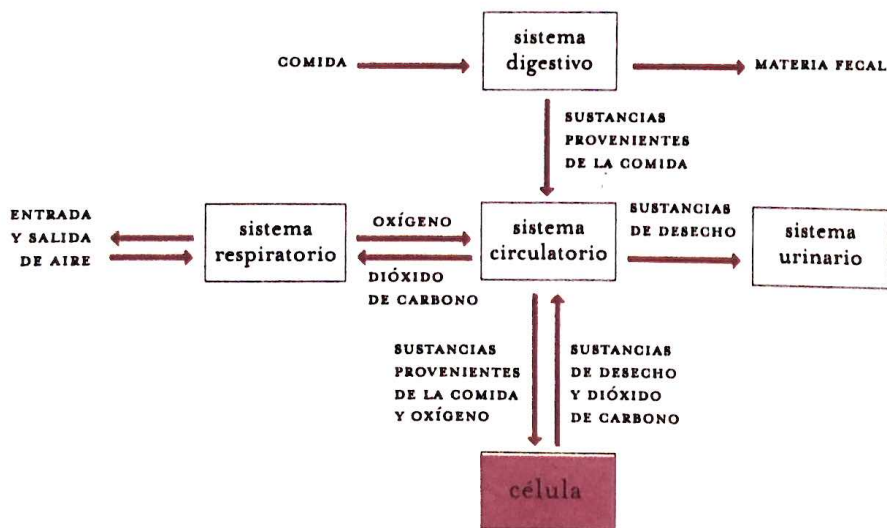 sistema
digestivo
COMIDA
MATERIA FECAL
SUSTANCIAS
PROVENIENTES
DE LA COMIDA
ENTRADA
Y SALIDA
DE AIRE
sistema
respiratorio
OXÍGENO
DIÓXIDO
DE CARBONO
sistema
circulatorio
SUSTANCIAS
DE DESECHO
sistema
urinario
SUSTANCIAS
PROVENIENTES
DE LA COMIDA
Y OXÍGENO
SUSTANCIAS
DE DESECHO
Y DIÓXIDO
DE CARBONO
célula